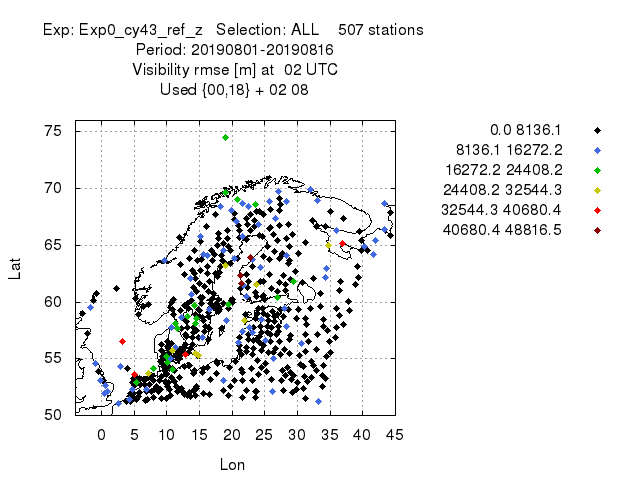 Exp: Exp0_cy43_ref_z   Selection: ALL    507 stations
Period: 20190801-20190816
Visibility rmse [m] at  02 UTC
Used {00,18} + 02 08
0.0 8136.1
8136.1 16272.2
16272.2 24408.2
24408.2 32544.3
32544.3 40680.4
40680.4 48816.5
Lat
75
70
65
60
55
50
0 5 10 15 20 25 30 35 40 45
Lon